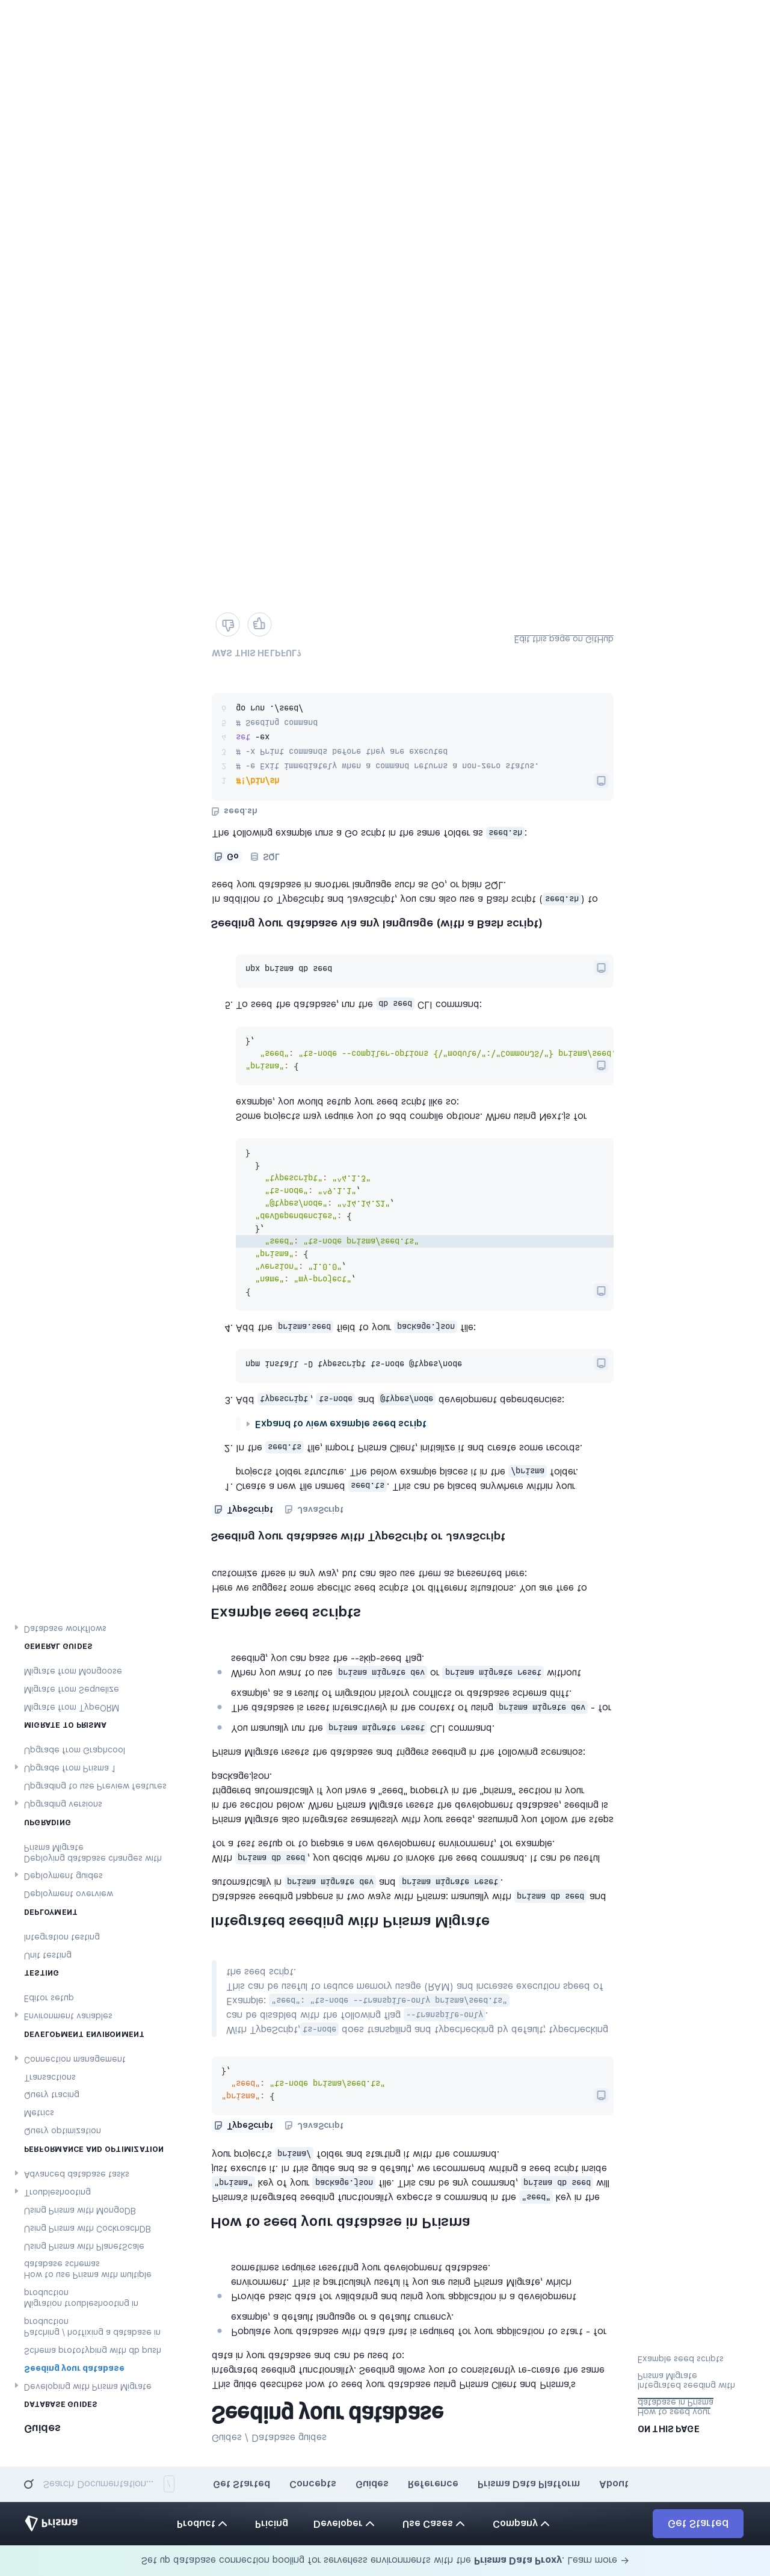 Set up database connection pooling for serverless environments with the Prisma Data Proxy. Learn more →
Prisma
Product
Pricing
Developer
Use Cases
Company
Get Started
Search Documentation...
/
Get Started
Concepts
Guides
Reference
Prisma Data Platform
About
Guides
DATABASE GUIDES
Developing with Prisma Migrate
Seeding your database
Schema prototyping with db push
Patching / hotfixing a database in
production
Migration troubleshooting in
production
How to use Prisma with multiple
database schemas
Using Prisma with PlanetScale
Using Prisma with CockroachDB
Using Prisma with MongoDB
Troubleshooting
Advanced database tasks
PERFORMANCE AND OPTIMIZATION
Query optimization
Metrics
Query tracing
Transactions
Connection management
DEVELOPMENT ENVIRONMENT
Environment variables
Editor setup
TESTING
Unit testing
Integration testing
DEPLOYMENT
Deployment overview
Deployment guides
Deploying database changes with
Prisma Migrate
UPGRADING
Upgrading versions
Upgrading to use Preview features
Upgrade from Prisma 1
Upgrade from Graphcool
MIGRATE TO PRISMA
Migrate from TypeORM
Migrate from Sequelize
Migrate from Mongoose
GENERAL GUIDES
Database workflows
Guides / Database guides
Seeding your database
This guide describes how to seed your database using Prisma Client and Prisma's
integrated seeding functionality. Seeding allows you to consistently re-create the same
data in your database and can be used to:
Populate your database with data that is required for your application to start - for
example, a default language or a default currency.
Provide basic data for validating and using your application in a development
environment. This is particularly useful if you are using Prisma Migrate, which
sometimes requires resetting your development database.
How to seed your database in Prisma
Prisma's integrated seeding functionality expects a command in the "seed" key in the
"prisma" key of your package.json file. This can be any command, prisma db seed will
just execute it. In this guide and as a default, we recommend writing a seed script inside
your project's prisma/ folder and starting it with the command.
TypeScript
JavaScript
"prisma": {
"seed": "ts-node prisma/seed.ts"
},
With TypeScript, ts-node does transpiling and typechecking by default; typechecking
can be disabled with the following flag --transpile-only.
Example: "seed": "ts-node --transpile-only prisma/seed.ts"
This can be useful to reduce memory usage (RAM) and increase execution speed of
the seed script.
Integrated seeding with Prisma Migrate
Database seeding happens in two ways with Prisma: manually with prisma db seed and
automatically in prisma migrate dev and prisma migrate reset.
With prisma db seed, you decide when to invoke the seed command. It can be useful
for a test setup or to prepare a new development environment, for example.
Prisma Migrate also integrates seamlessly with your seeds, assuming you follow the steps
in the section below. When Prisma Migrate resets the development database, seeding is
triggered automatically if you have a "seed" property in the "prisma" section in your
package.json.
Prisma Migrate resets the database and triggers seeding in the following scenarios:
You manually run the prisma migrate reset CLI command.
The database is reset interactively in the context of using prisma migrate dev - for
example, as a result of migration history conflicts or database schema drift.
When you want to use prisma migrate dev or prisma migrate reset without
seeding, you can pass the --skip-seed flag.
Example seed scripts
Here we suggest some specific seed scripts for different situations. You are free to
customize these in any way, but can also use them as presented here:
Seeding your database with TypeScript or JavaScript
TypeScript
JavaScript
1. Create a new file named seed.ts. This can be placed anywhere within your
projects folder structure. The below example places it in the /prisma folder.
2. In the seed.ts file, import Prisma Client, initialize it and create some records.
Expand to view example seed script
3. Add typescript, ts-node and @types/node development dependencies:
npm install -D typescript ts-node @types/node
4. Add the prisma.seed field to your package.json file:
{
"name": "my-project",
"version": "1.0.0",
"prisma": {
"seed": "ts-node prisma/seed.ts"
},
"devDependencies": {
"@types/node": "^14.14.21",
"ts-node": "^9.1.1",
"typescript": "^4.1.3"
}
}
Some projects may require you to add compile options. When using Next.js for
example, you would setup your seed script like so:
"prisma": {
"seed": "ts-node --compiler-options {\"module\":\"CommonJS\"} prisma/seed.
},
5. To seed the database, run the db seed CLI command:
npx prisma db seed
Seeding your database via any language (with a Bash script)
In addition to TypeScript and JavaScript, you can also use a Bash script (seed.sh) to
seed your database in another language such as Go, or plain SQL.
Go
SQL
The following example runs a Go script in the same folder as seed.sh:
seed.sh
1 #!/bin/sh
2 # -e Exit immediately when a command returns a non-zero status.
3 # -x Print commands before they are executed
4 set -ex
5 # Seeding command
6 go run ./seed/
WAS THIS HELPFUL?
Edit this page on GitHub
ON THIS PAGE
How to seed your
database in Prisma
Integrated seeding with
Prisma Migrate
Example seed scripts